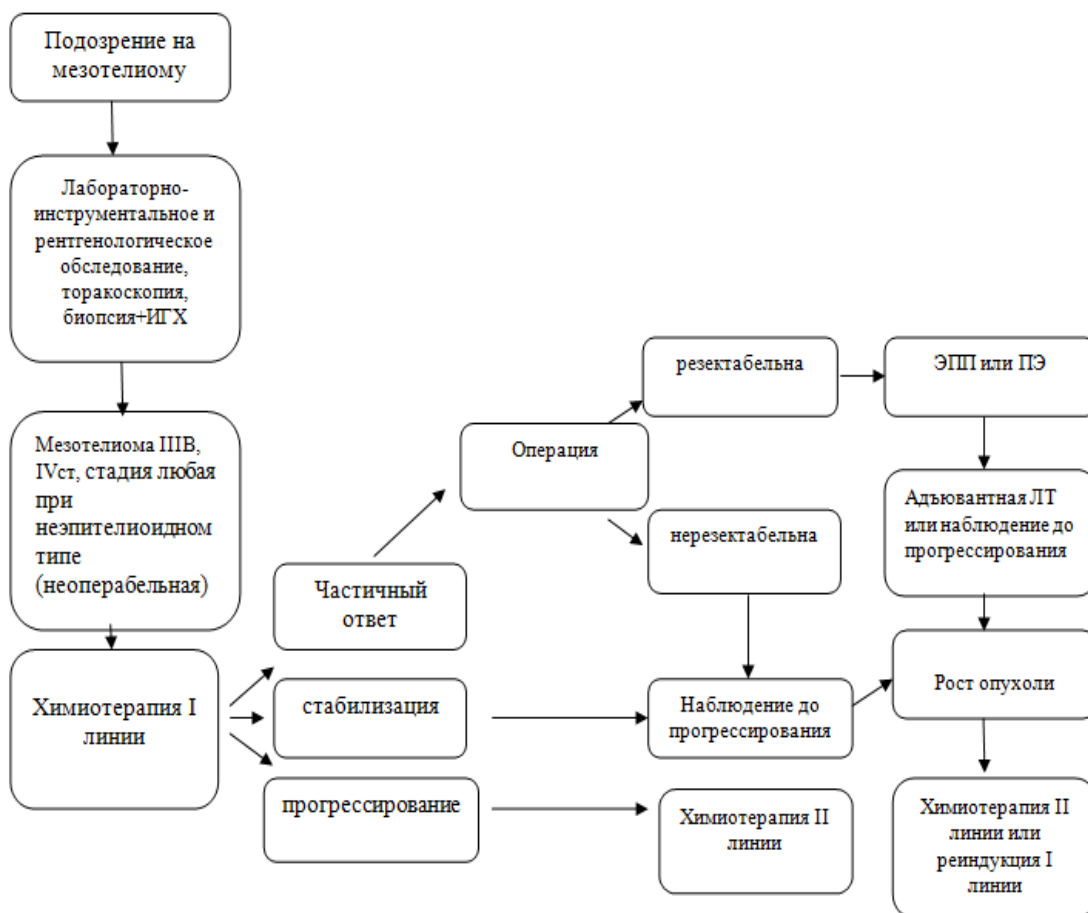 Подозрение на
мезотелиому
Лабораторно-
инструментальное и
рентгенологическое
обследование,
торакоскопия,
биопсия+ИГХ
Мезотелиома IIIB,
IVст, стадия любая
при
неэпителиоидном
типе
(неоперабельная)
Химиотерапия I
линии
Частичный
ответ
стабилизация
прогрессирование
Операция
резектабельна
нерезектабельна
Наблюдение до
прогрессирования
Химиотерапия II
линии
ЭПП или ПЭ
Адъювантная ЛТ
или наблюдение до
прогрессирования
Рост опухоли
Химиотерапия II
линии или
реиндукция I
линии